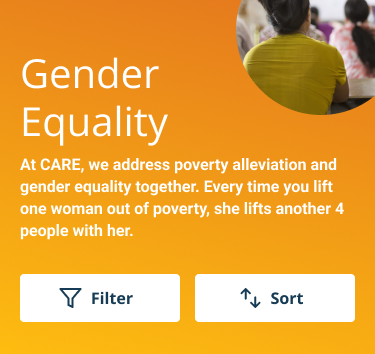 Gender
Equality
At CARE, we address poverty alleviation and
gender equality together. Every time you lift
one woman out of poverty, she lifts another 4
people with her.
Filter
Sort